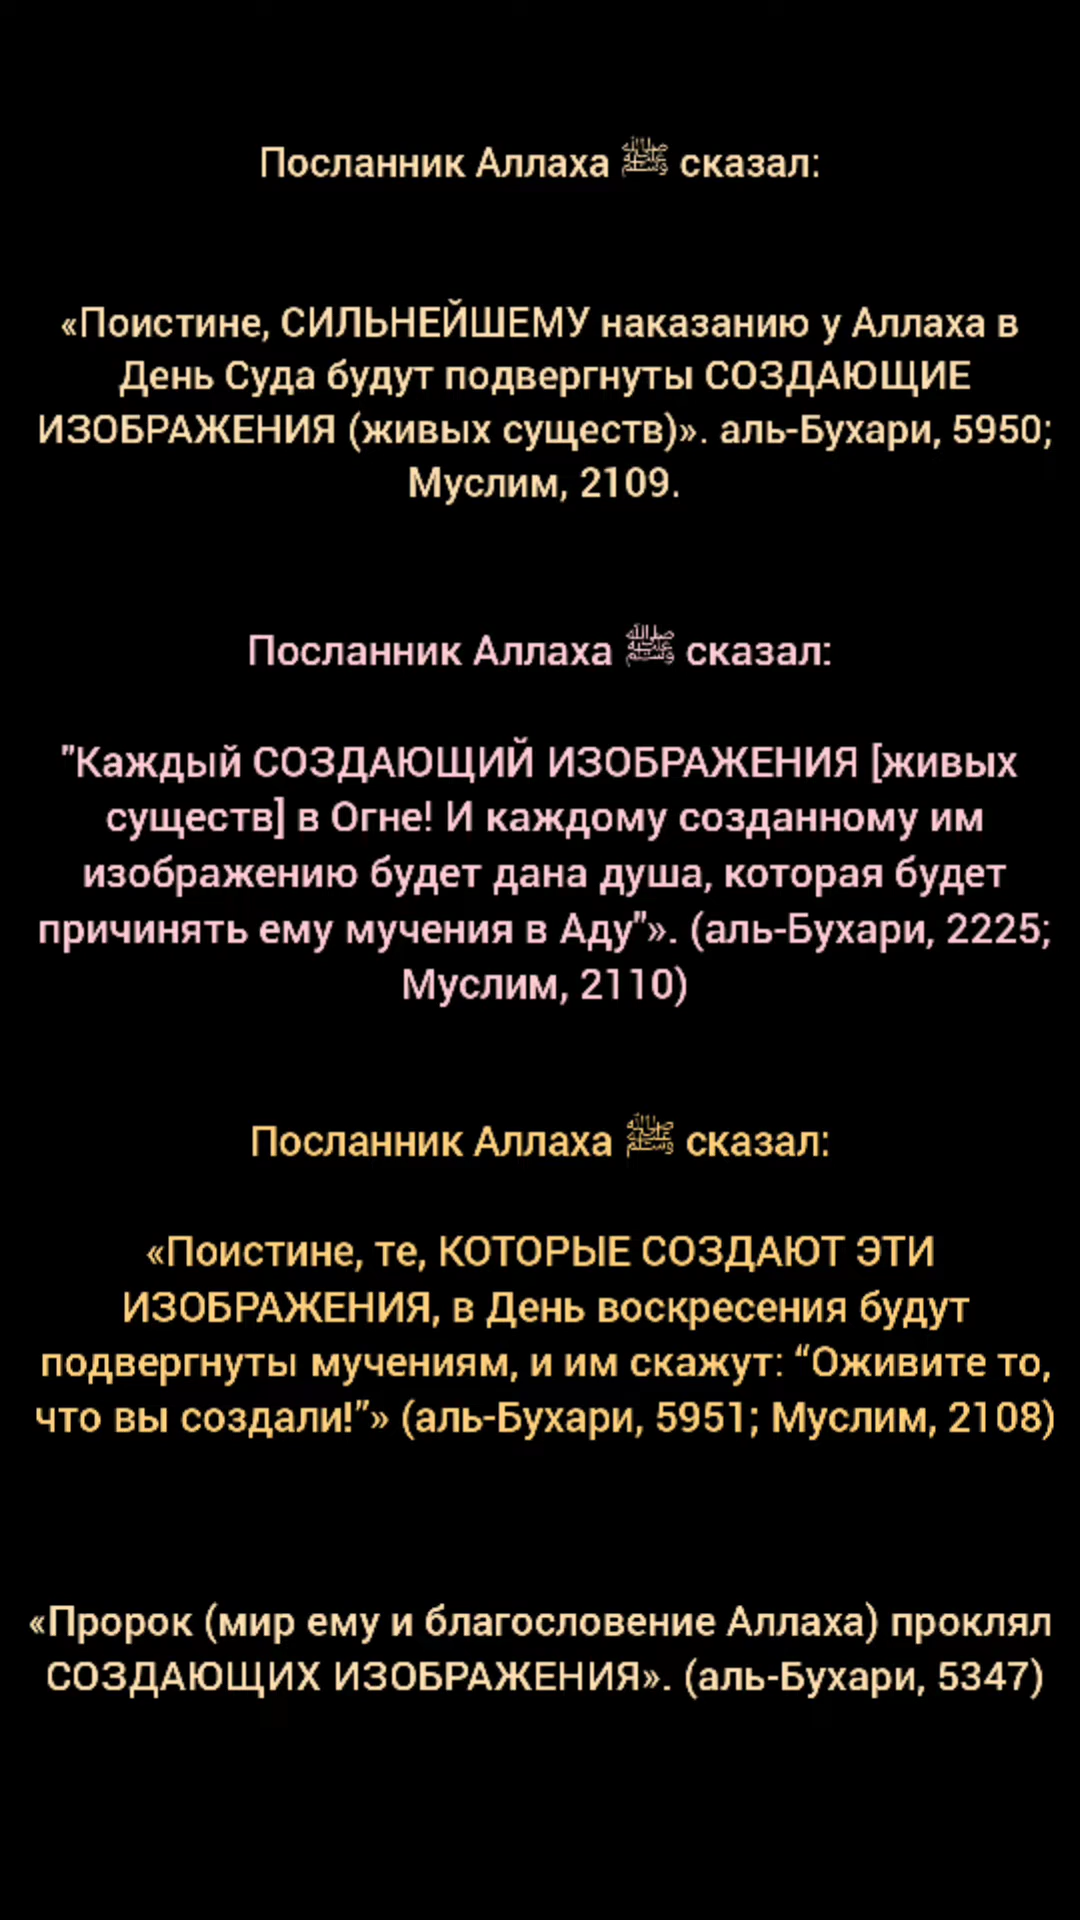 Посланник Аллаха ﷺ сказал:
«Поистине, СИЛЬНЕЙШЕМУ наказанию у Аллаха в
День Суда будут подвергнуты СОЗДАЮЩИЕ
ИЗОБРАЖЕНИЯ (живых существ)». аль-Бухари, 5950;
Муслим, 2109.
Посланник Аллаха ﷺ сказал:
"Каждый СОЗДАЮЩИЙ ИЗОБРАЖЕНИЯ [живых
существ] в Огне! И каждому созданному им
изображению будет дана душа, которая будет
причинять ему мучения в Аду"». (аль-Бухари, 2225;
Муслим, 2110)
Посланник Аллаха ﷺ сказал:
«Поистине, те, КОТОРЫЕ СОЗДАЮТ ЭТИ
ИЗОБРАЖЕНИЯ, в День воскресения будут
подвергнуты мучениям, и им скажут: “Оживите то,
что вы создали!”» (аль-Бухари, 5951; Муслим, 2108)
«Пророк (мир ему и благословение Аллаха) проклял
СОЗДАЮЩИХ ИЗОБРАЖЕНИЯ». (аль-Бухари, 5347)